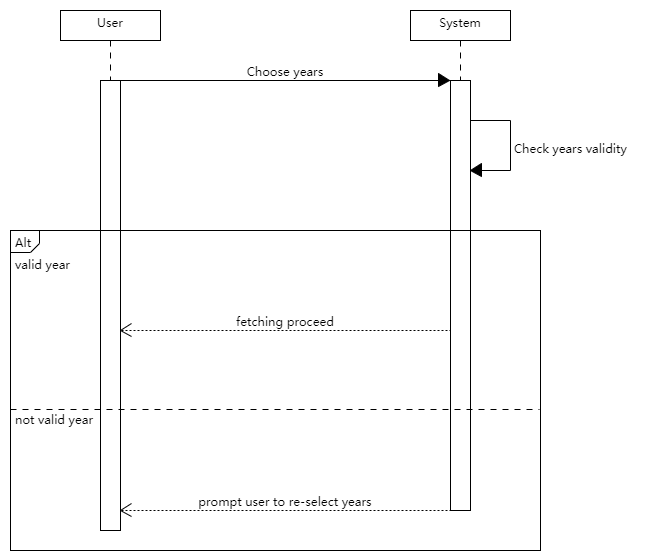 User
System
Choose years
Check years validity
Alt
valid year
fetching proceed
not valid year
prompt user to re-select years